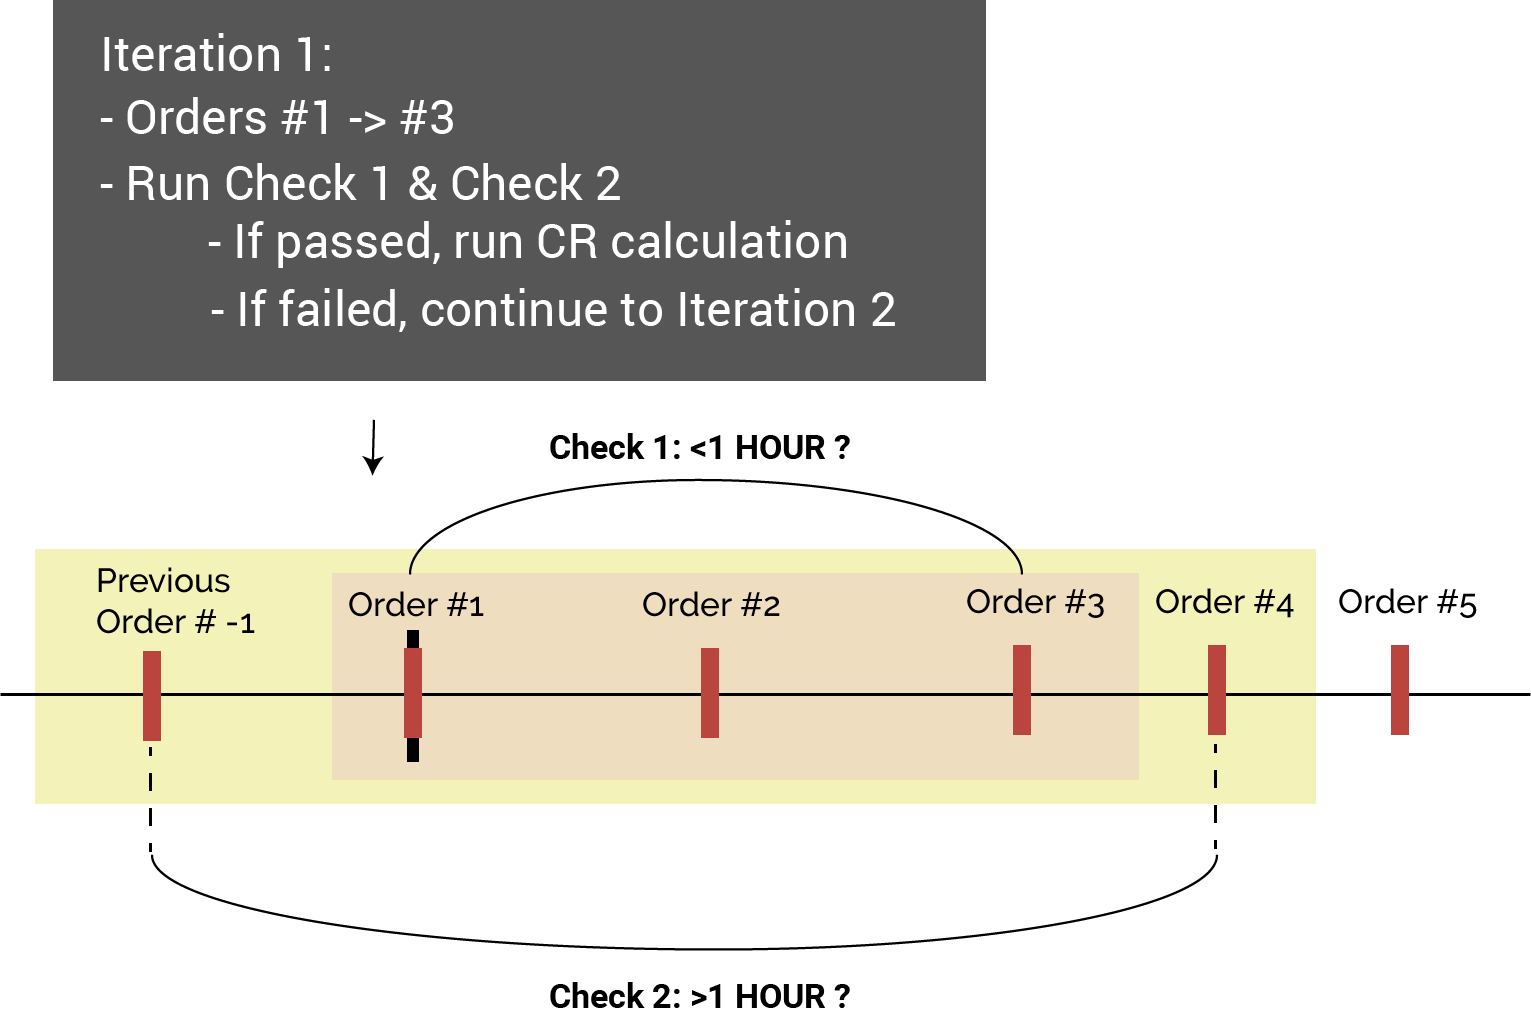 Iteration 1:
- Orders #1 -> #3
- Run Check 1 & Check 2
- If passed, run CR calculation
- If failed, continue to Iteration 2
Check 1: <1 HOUR ?
Previous
Order # -1
Order #1
Order #2
Order #3
Order #4
Order #5
Check 2: >1 HOUR ?